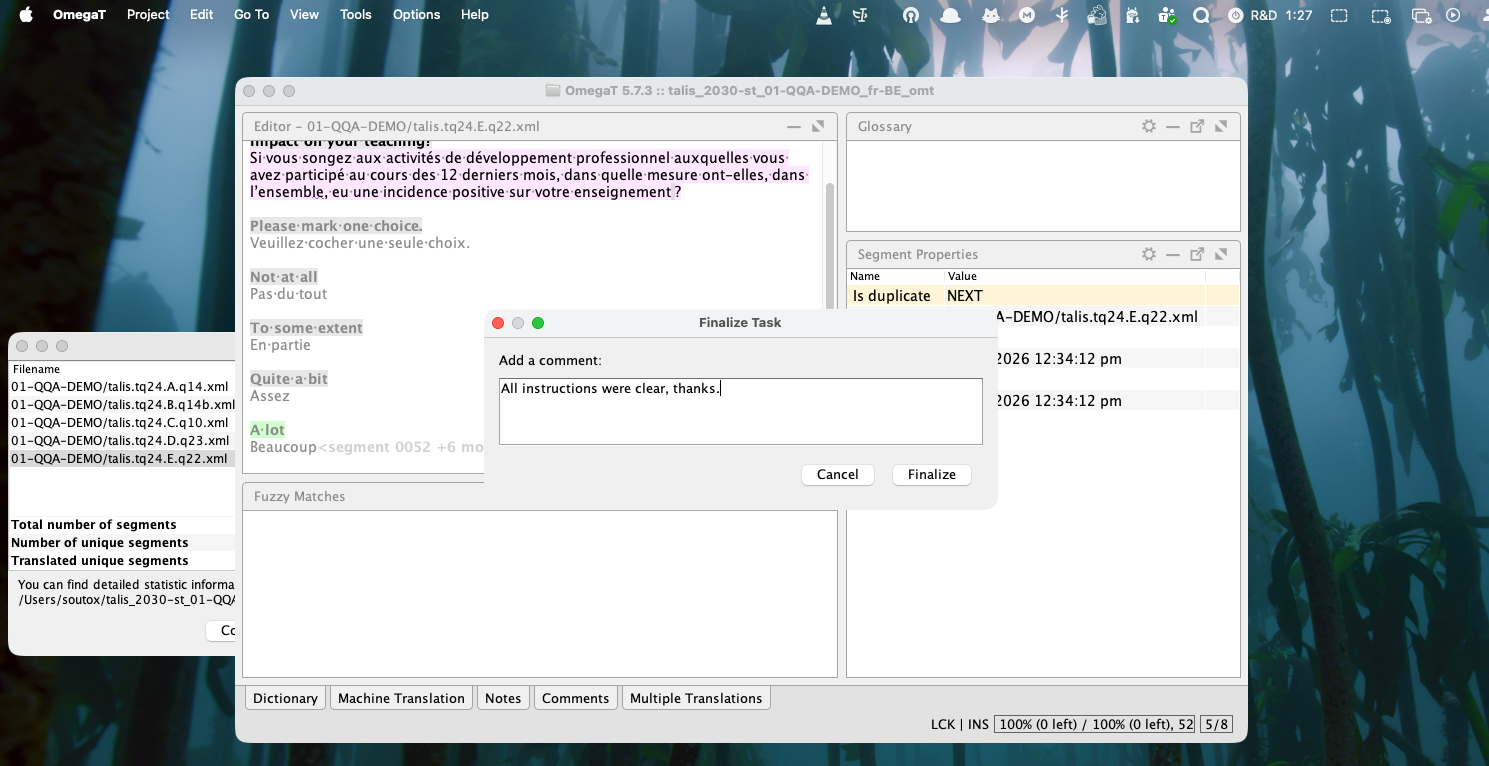 OmegaT Project Edit Go To View Tools Options Help R&D 1:27
OmegaT 5.7.3 :: talis_2030-st_01-QQA-DEMO_fr-BE_omt
Editor – 01-QQA-DEMO/talis.tq24.E.q22.xml
impact on your teaching?
Si·vous·songez·aux·activités·de·développement·professionnel·auxquelles·vous·
avez·participé·au·cours·des·12·derniers·mois,·dans·quelle·mesure·ont-elles,·dans·
l'ensemble,·eu·une·incidence·positive·sur·votre·enseignement ?
Please·mark·one·choice.
Veuillez·cocher·une·seule·choix.
Not·at·all
Pas·du·tout
To·some·extent
En·partie
Quite·a·bit
Assez
A·lot
Beaucoup<segment 0052 +6 mo
Fuzzy Matches
Glossary
Segment Properties
Name Value
Is duplicate NEXT
A-DEMO/talis.tq24.E.q22.xml
2026 12:34:12 pm
2026 12:34:12 pm
Finalize Task
Add a comment:
All instructions were clear, thanks.
Cancel Finalize
Filename
01-QQA-DEMO/talis.tq24.A.q14.xml
01-QQA-DEMO/talis.tq24.B.q14b.xml
01-QQA-DEMO/talis.tq24.C.q10.xml
01-QQA-DEMO/talis.tq24.D.q23.xml
01-QQA-DEMO/talis.tq24.E.q22.xml
Total number of segments
Number of unique segments
Translated unique segments
You can find detailed statistic informa
/Users/soutox/talis_2030-st_01-QQA
Co
Dictionary Machine Translation Notes Comments Multiple Translations
LCK | INS 100% (0 left) / 100% (0 left), 52 5/8